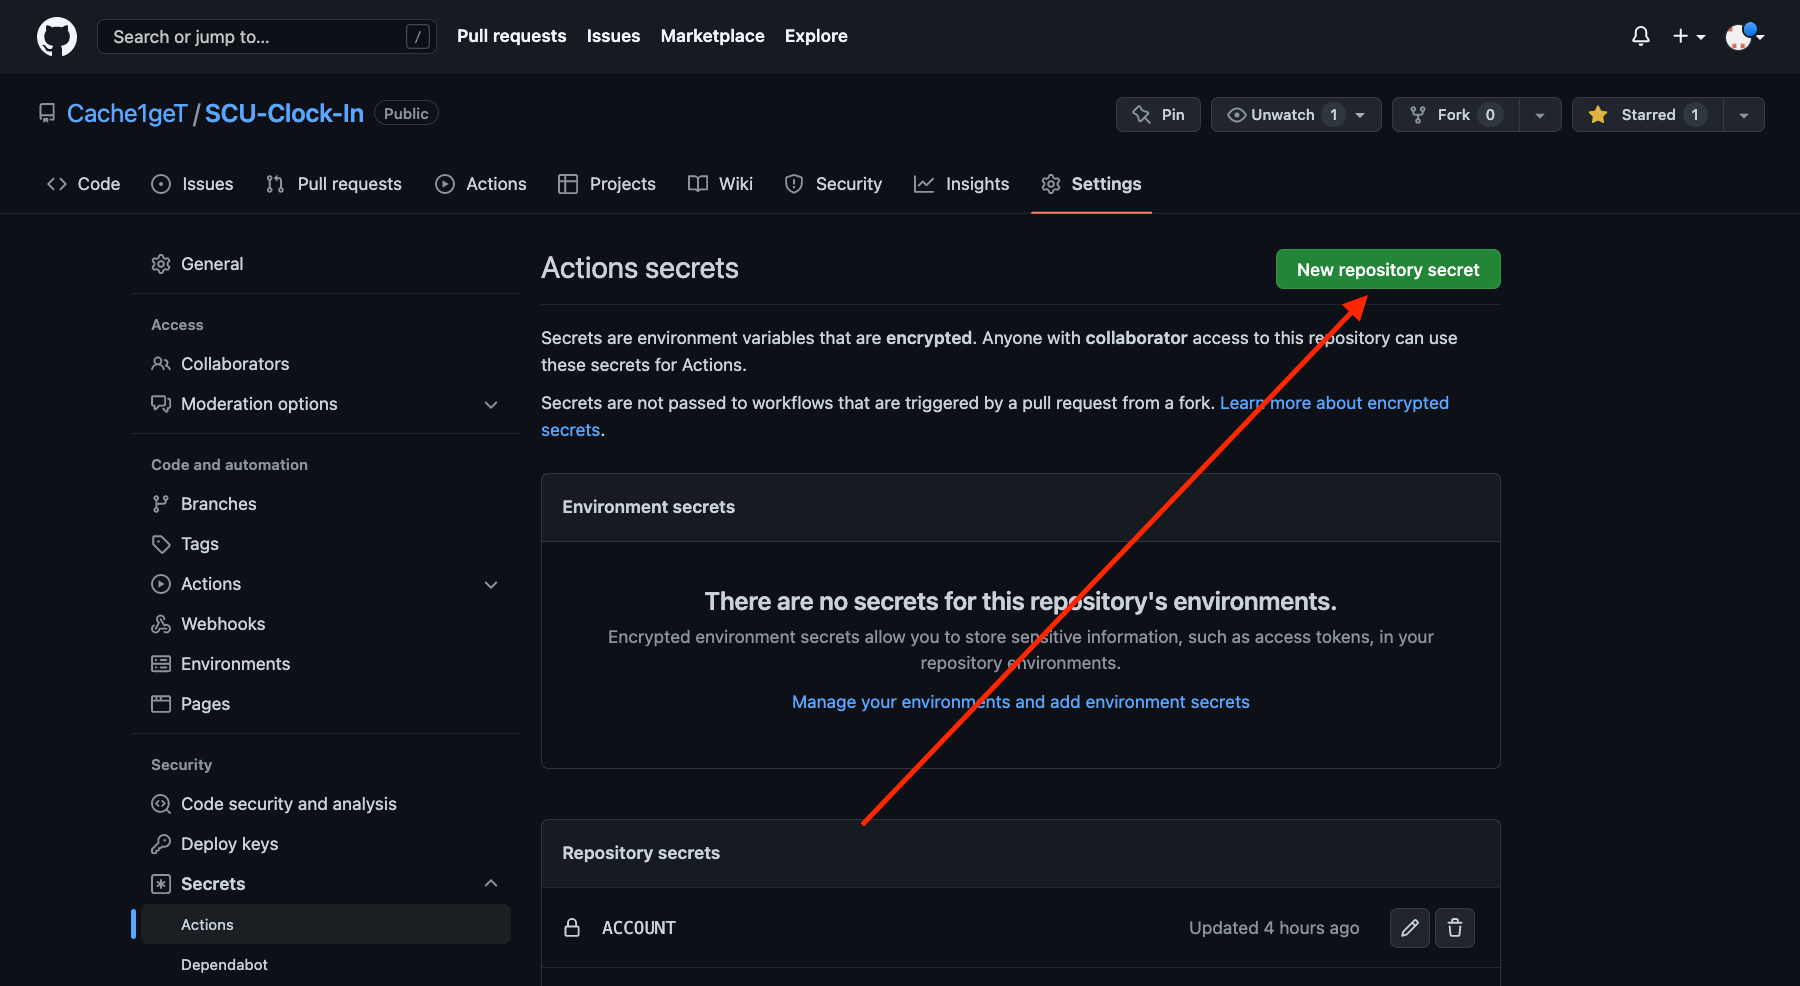 Search or jump to... /
Pull requests Issues Marketplace Explore
Cache1geT / SCU-Clock-In Public
Pin Unwatch 1 Fork 0 Starred 1
Code Issues Pull requests Actions Projects Wiki Security Insights Settings
General
Access
Collaborators
Moderation options
Code and automation
Branches
Tags
Actions
Webhooks
Environments
Pages
Security
Code security and analysis
Deploy keys
Secrets
Actions
Dependabot
Actions secrets
New repository secret
Secrets are environment variables that are encrypted. Anyone with collaborator access to this repository can use
these secrets for Actions.
Secrets are not passed to workflows that are triggered by a pull request from a fork. Learn more about encrypted
secrets.
Environment secrets
There are no secrets for this repository's environments.
Encrypted environment secrets allow you to store sensitive information, such as access tokens, in your
repository environments.
Manage your environments and add environment secrets
Repository secrets
ACCOUNT Updated 4 hours ago